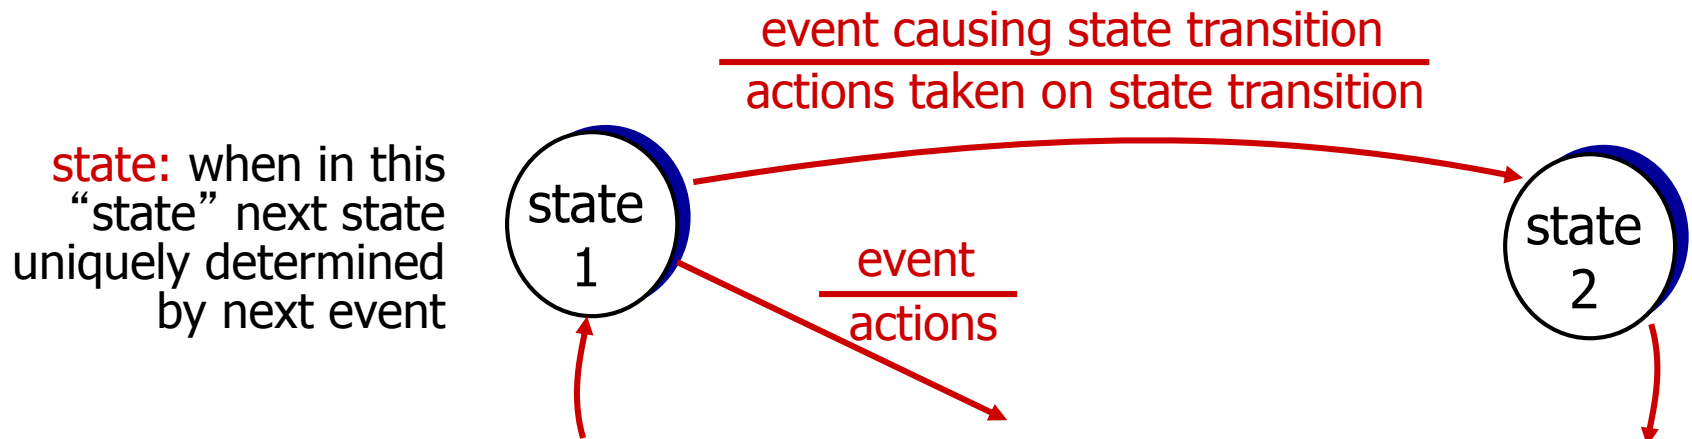 event causing state transition
actions taken on state transition
state: when in this
“state” next state
uniquely determined
by next event
state
1
event
actions
state
2